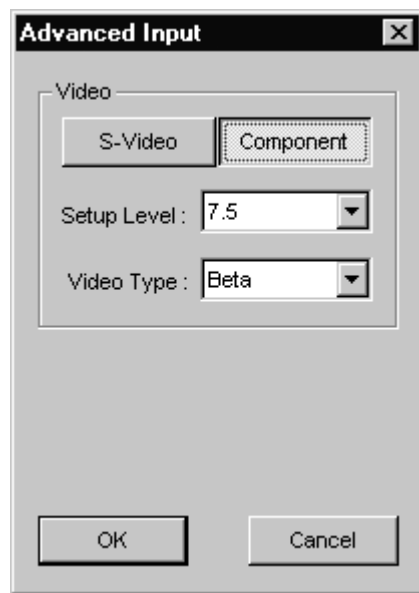 Advanced Input
Video
S-Video Component
Setup Level : 7.5
Video Type : Beta
OK Cancel